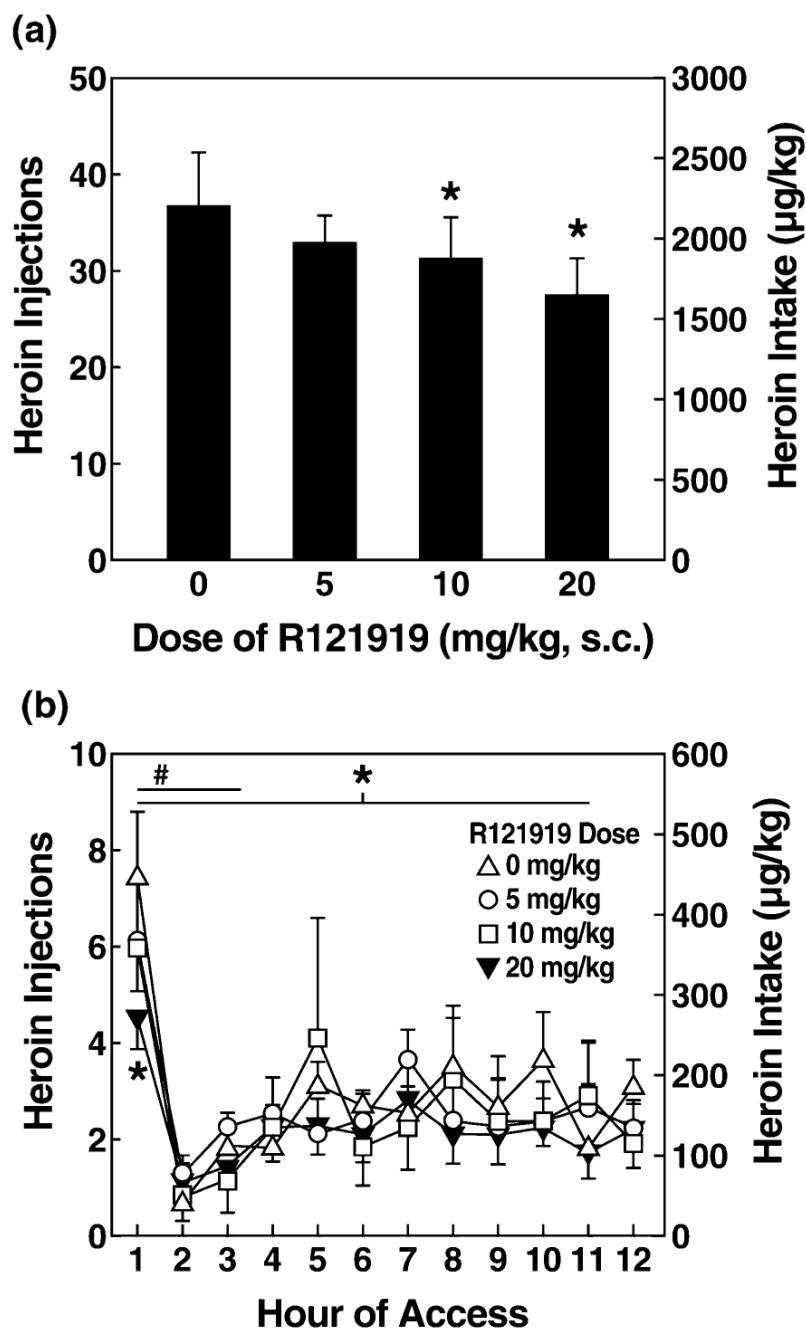 (a)
50
40
30
20
10
0
Heroin Injections
3000
2500
2000
1500
1000
500
0
Heroin Intake (µg/kg)
*
*
0 5 10 20
Dose of R121919 (mg/kg, s.c.)
(b)
10
8
6
4
2
0
Heroin Injections
600
500
400
300
200
100
0
Heroin Intake (µg/kg)
#
*
R121919 Dose
0 mg/kg
5 mg/kg
10 mg/kg
20 mg/kg
*
1 2 3 4 5 6 7 8 9 10 11 12
Hour of Access